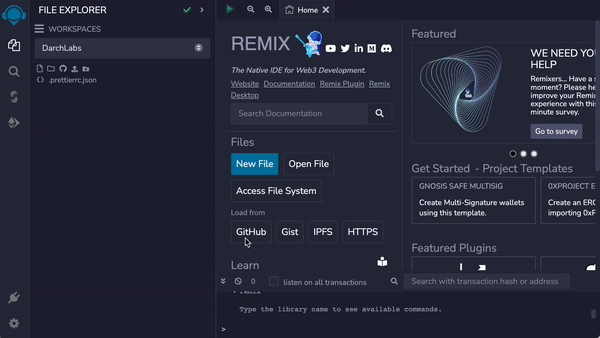 FILE EXPLORER
WORKSPACES
DarchLabs
.prettierrc.json
Home
REMIX
The Native IDE for Web3 Development.
Website Documentation Remix Plugin Remix
Desktop
Search Documentation
Files
New File
Open File
Access File System
Load from
GitHub
Gist
IPFS
HTTPS
Learn
Featured
WE NEED YOU
HELP
Remixers... Have a s
moment? Please he
improve your Remix
experience with this
minute survey.
Go to survey
Get Started - Project Templates
GNOSIS SAFE MULTISIG
Create Multi-Signature wallets
using this template.
0XPROJECT E
Create an ERC
importing 0xP
Featured Plugins
0
listen on all transactions
Search with transaction hash or address
remix
Type the library name to see available commands.
>